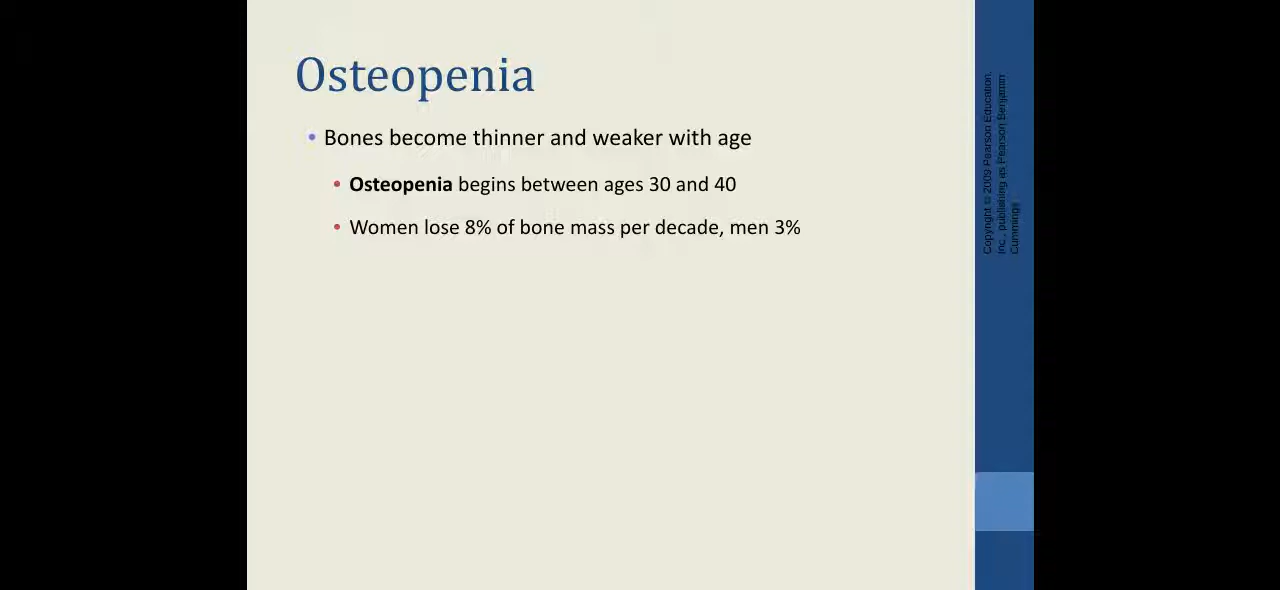 Osteopenia
• Bones become thinner and weaker with age
• Osteopenia begins between ages 30 and 40
• Women lose 8% of bone mass per decade, men 3%
Copyright © 2009 Pearson Education,
Inc., publishing as Pearson Benjamin
Cummings